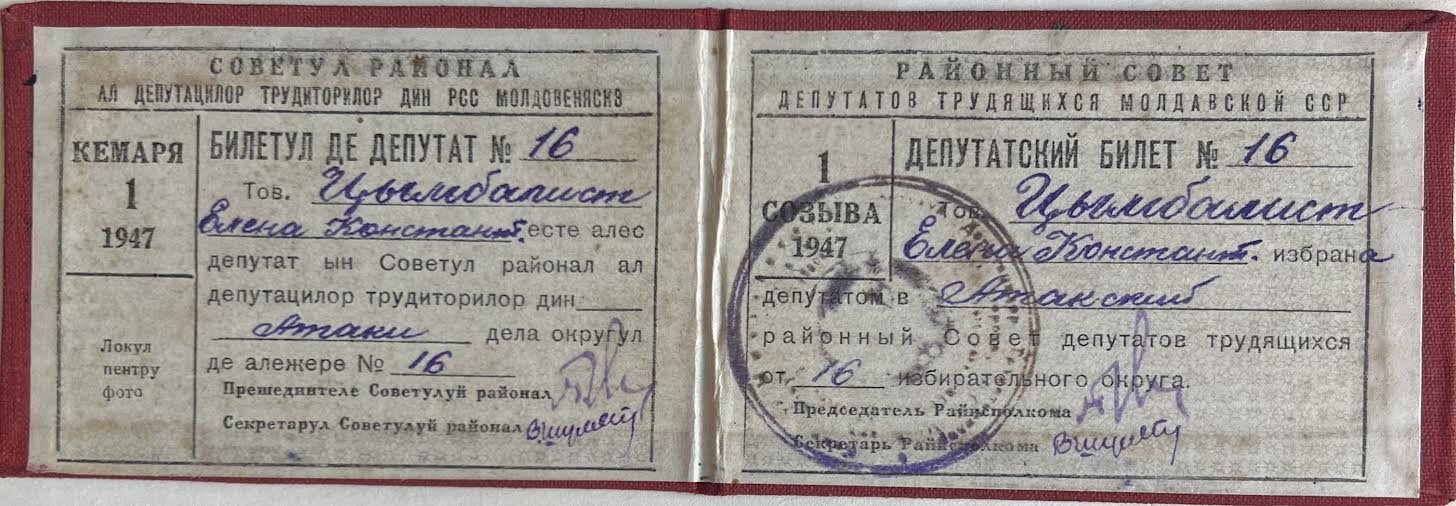 СОВЕТУЛ РАЙОНАЛ
АЛ ДЕПУТАЦИЛОР ТРУДИТОРИЛОР ДИН РСС МОЛДОВЕНЯСКЭ
КЕМАРЯ
1
1947
Локул
пентру
фото
БИЛЕТУЛ ДЕ ДЕПУТАТ № 16
Тов. Цымбалист
Елена Констант. есте алес
депутат ын Советул районал ал
депутацилор трудиторилор дин
Атаки дела округул
де алежере № 16
Прешединтеле Советулуй районал
Секретарул Советулуй районал
РАЙОННЫЙ СОВЕТ
ДЕПУТАТОВ ТРУДЯЩИХСЯ МОЛДАВСКОЙ ССР
1
СОЗЫВА
1947
ДЕПУТАТСКИЙ БИЛЕТ № 16
Тов. Цымбалист
Елена Констант. избрана
депутатом в Атакский
районный Совет депутатов трудящихся
от 16 избирательного округа.
Председатель Райисполкома
Секретарь Райисполкома